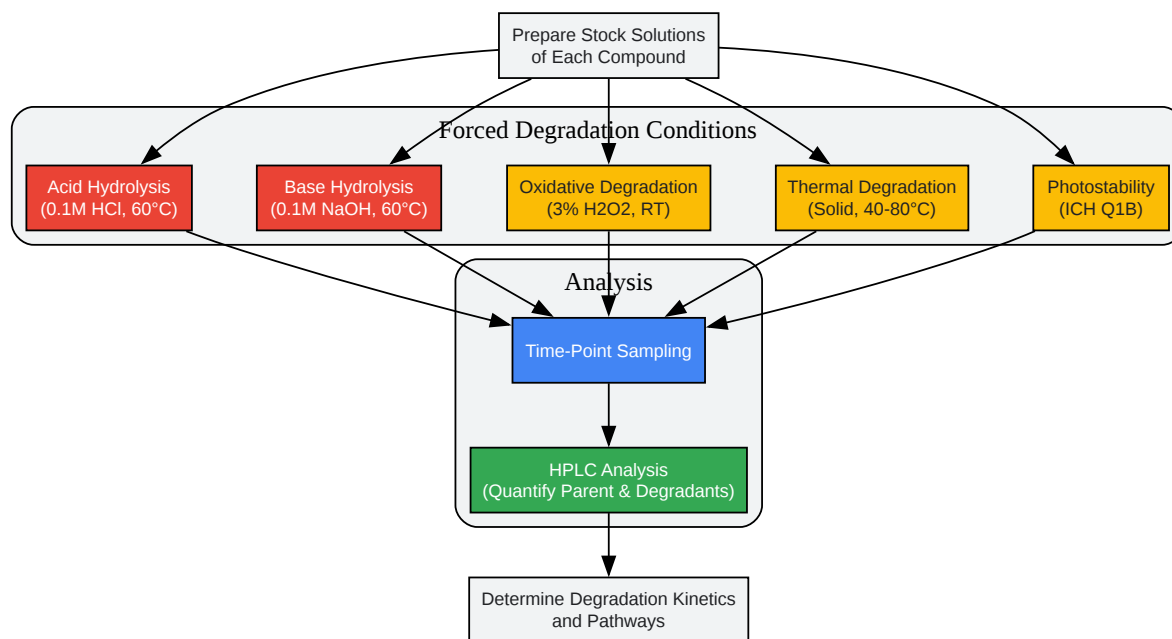 Prepare Stock Solutions
of Each Compound
Forced Degradation Conditions
Acid Hydrolysis
(0.1M HCl, 60°C)
Base Hydrolysis
(0.1M NaOH, 60°C)
Oxidative Degradation
(3% H2O2, RT)
Thermal Degradation
(Solid, 40-80°C)
Photostability
(ICH Q1B)
Analysis
Time-Point Sampling
HPLC Analysis
(Quantify Parent & Degradants)
Determine Degradation Kinetics
and Pathways